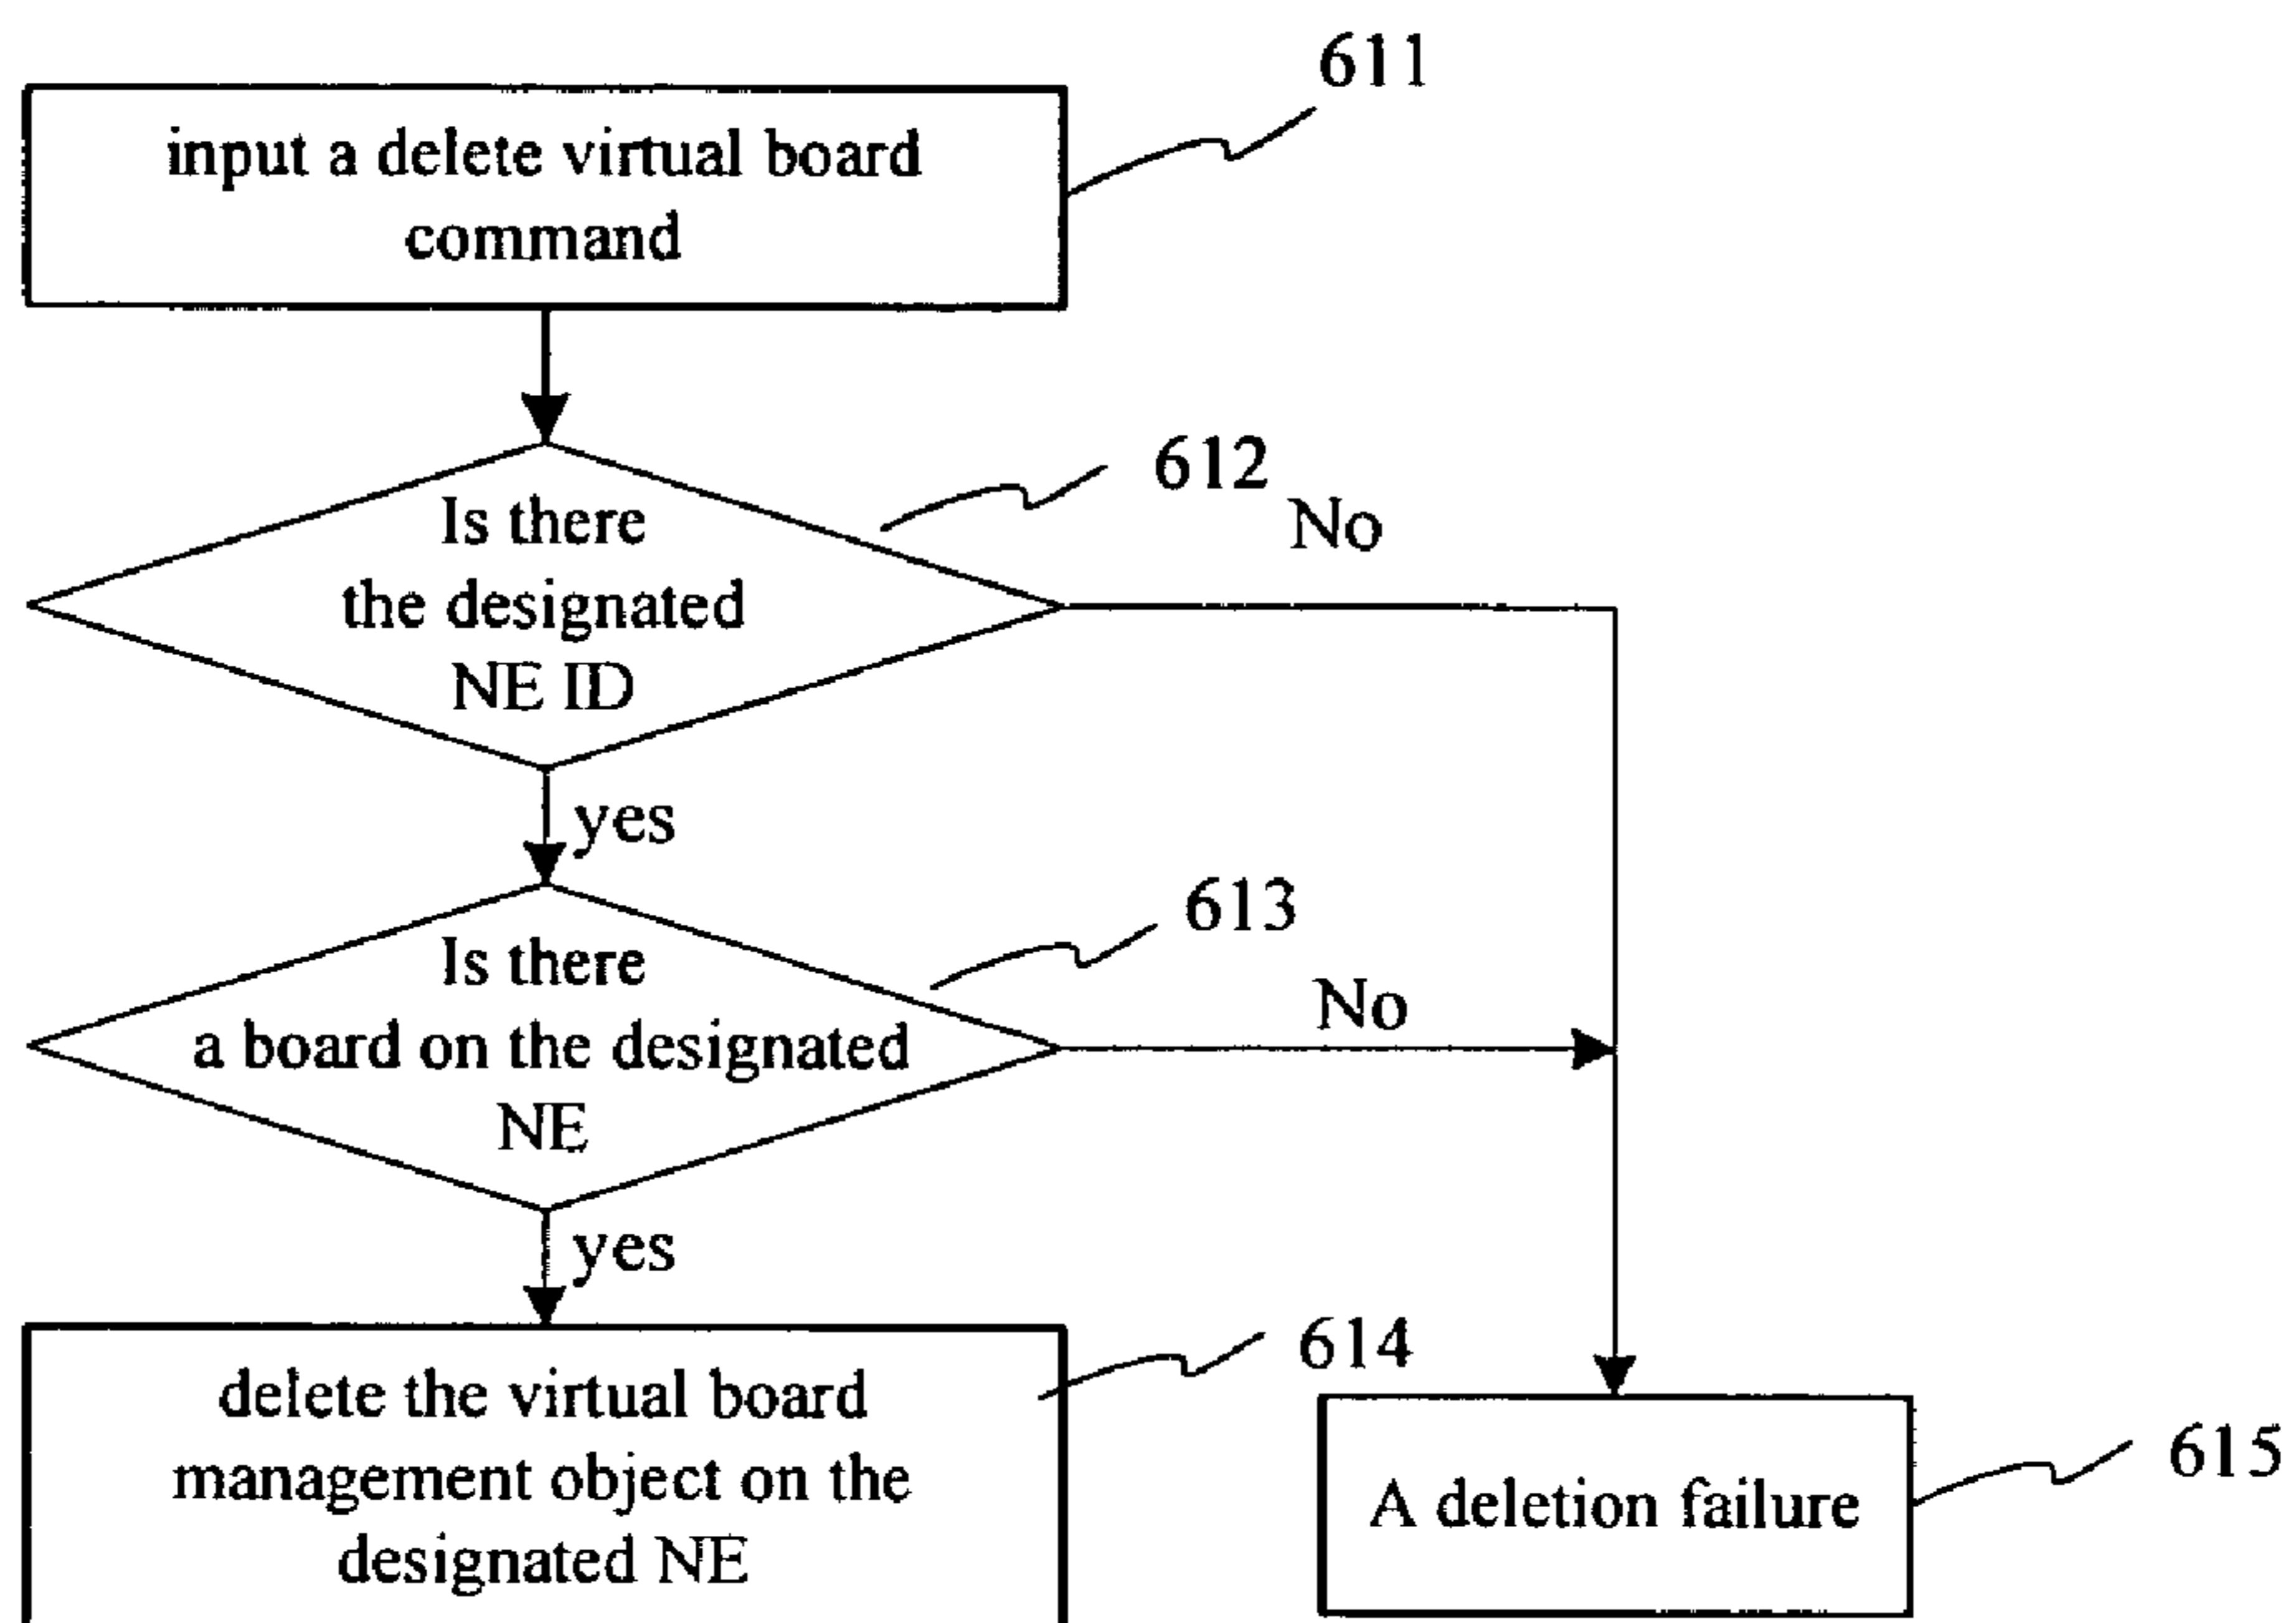 611
input a delete virtual board
command
612
No
Is there
the designated
NE ID
yes
613
Is there
No
a board on the designated
NE
yes
614
delete the virtual board
management object on the
designated NE
615
A deletion failure